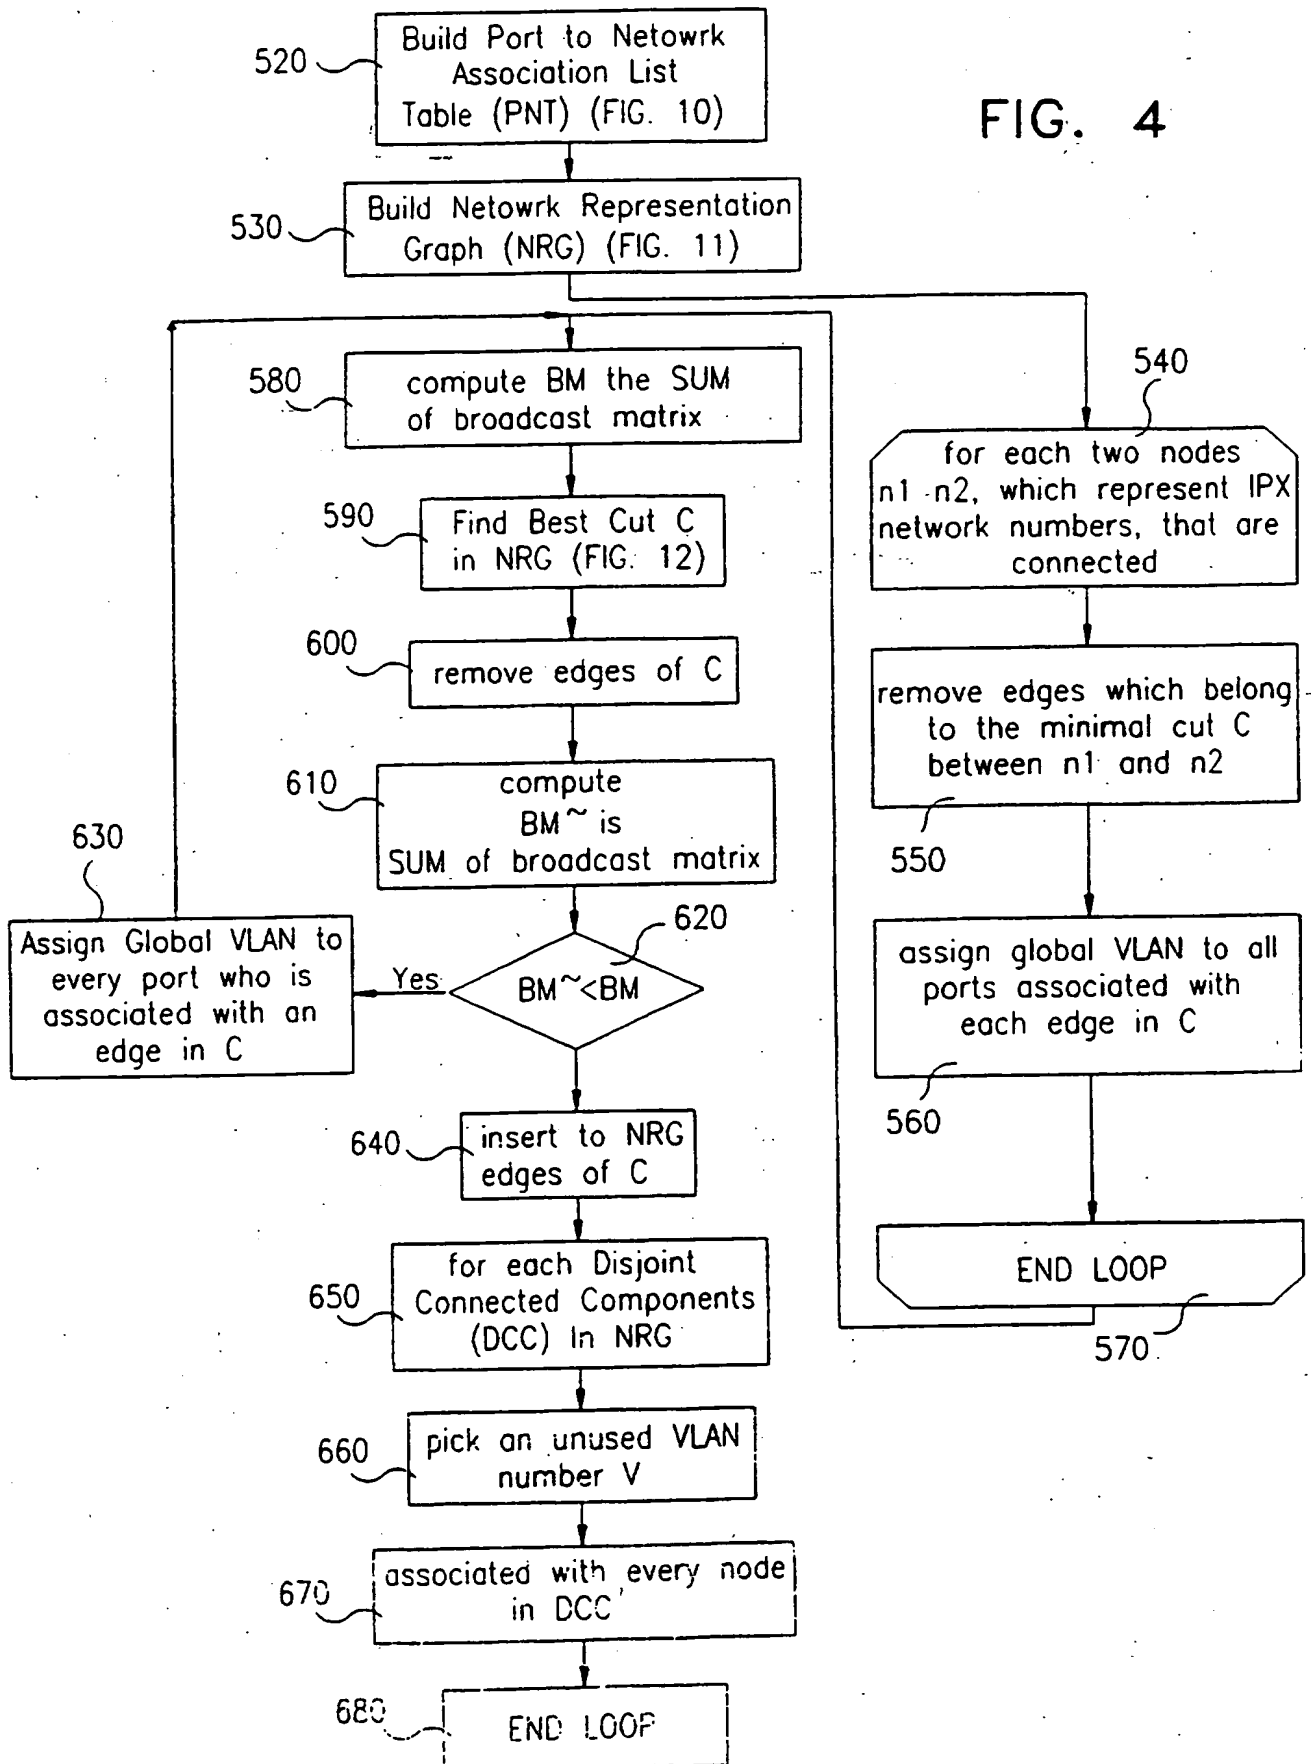 FIG. 4
520
Build Port to Netowrk
Association List
Table (PNT) (FIG. 10)
530
Build Netowrk Representation
Graph (NRG) (FIG. 11)
540
for each two nodes
n1 n2, which represent IPX
network numbers, that are
connected
remove edges which belong
to the minimal cut C
between n1 and n2
550
assign global VLAN to all
ports associated with
each edge in C
560
END LOOP
570
580
compute BM the SUM
of broadcast matrix
590
Find Best Cut C
in NRG (FIG. 12)
600
remove edges of C
610
compute
BM~ is
SUM of broadcast matrix
620
BM~<BM
Yes
630
Assign Global VLAN to
every port who is
associated with an
edge in C
640
insert to NRG
edges of C
650
for each Disjoint
Connected Components
(DCC) In NRG
660
pick an unused VLAN
number V
670
associated with every node
in DCC
680
END LOOP